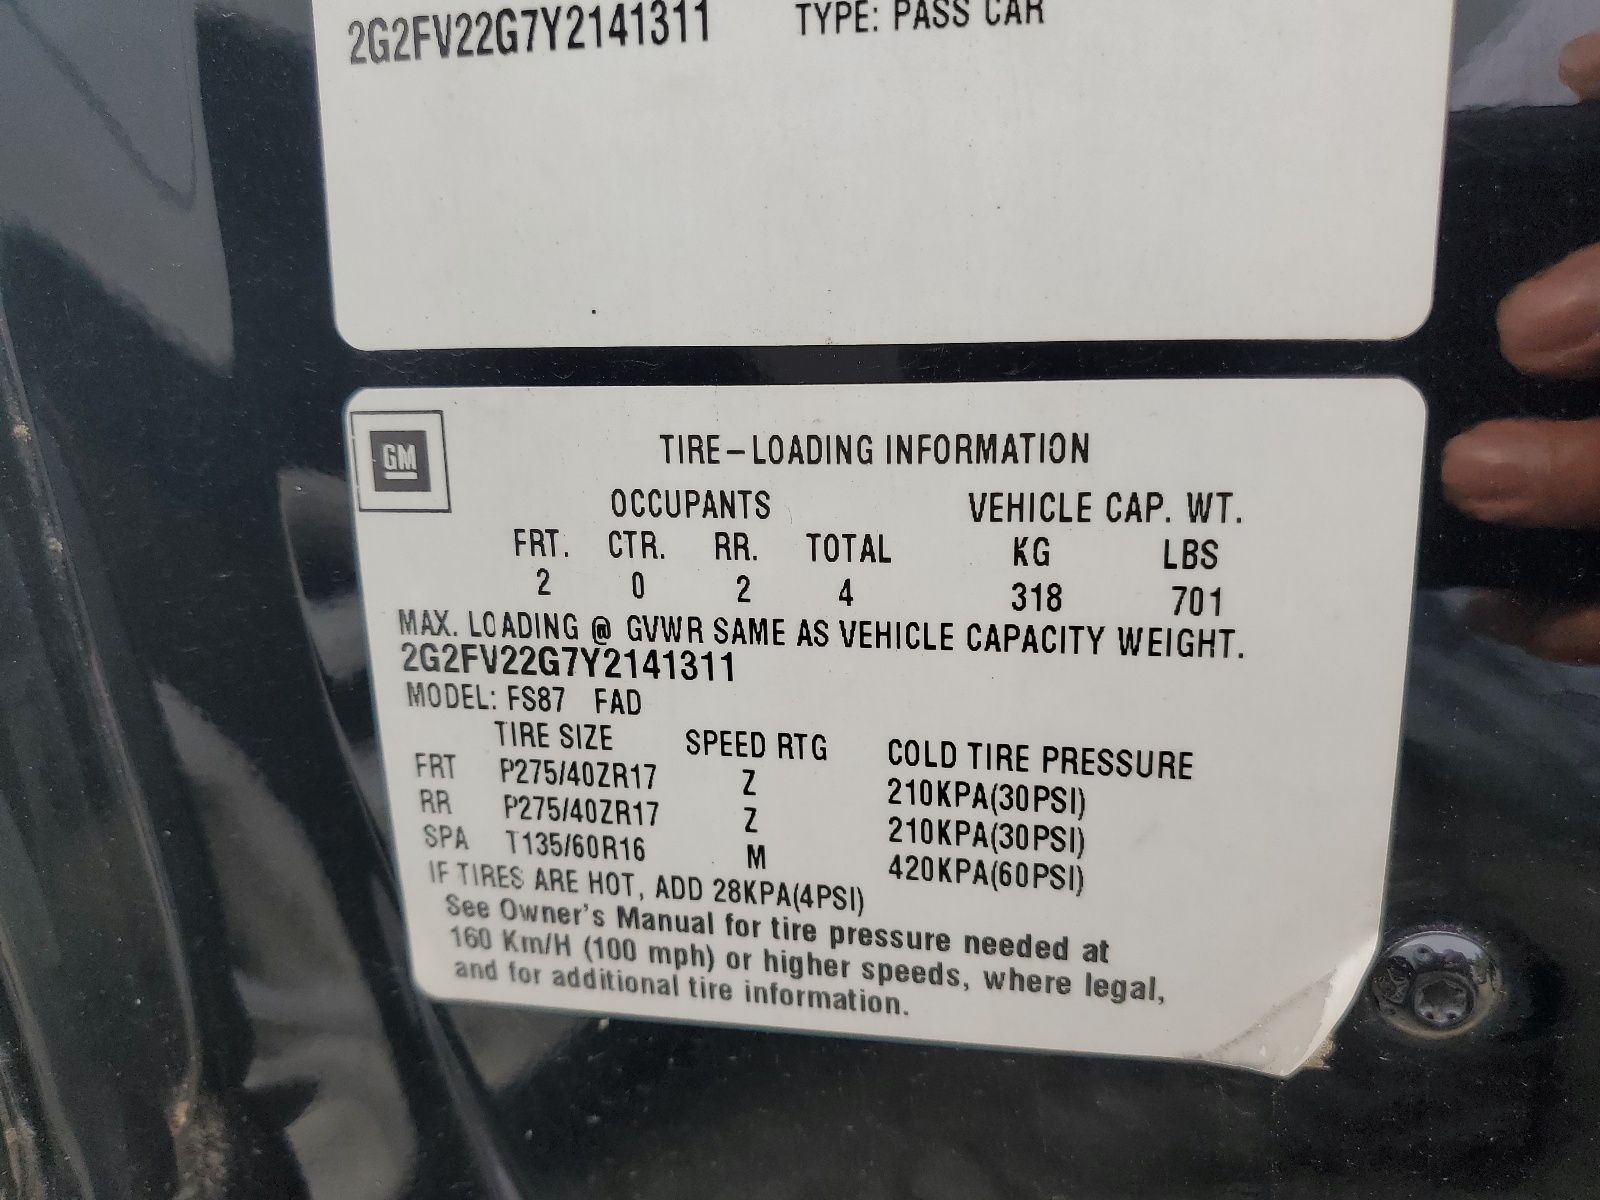 2G2FV22G7Y2141311 TYPE: PASS CAR
GM
TIRE-LOADING INFORMATION
OCCUPANTS VEHICLE CAP. WT.
FRT. CTR. RR. TOTAL KG LBS
2 0 2 4 318 701
MAX. LOADING @ GVWR SAME AS VEHICLE CAPACITY WEIGHT.
2G2FV22G7Y2141311
MODEL: FS87 FAD
TIRE SIZE SPEED RTG COLD TIRE PRESSURE
FRT P275/40ZR17 Z 210KPA(30PSI)
RR P275/40ZR17 Z 210KPA(30PSI)
SPA T135/60R16 M 420KPA(60PSI)
IF TIRES ARE HOT, ADD 28KPA(4PSI)
See Owner's Manual for tire pressure needed at
160 Km/H (100 mph) or higher speeds, where legal,
and for additional tire information.